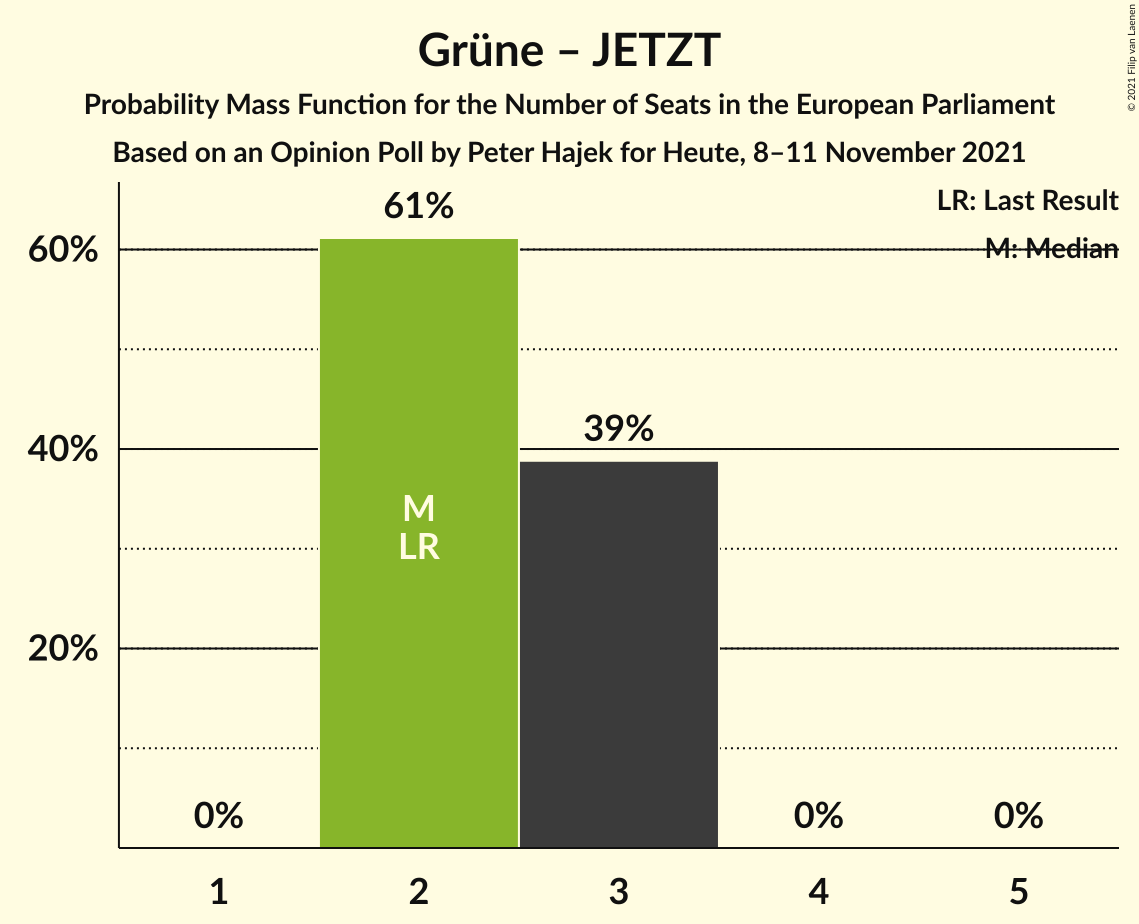 Grüne – JETZT
Probability Mass Function for the Number of Seats in the European Parliament
Based on an Opinion Poll by Peter Hajek for Heute, 8–11 November 2021
© 2021 Filip van Laenen
LR: Last Result
M: Median
61%
60%
39%
40%
M
LR
20%
0%
0%
0%
1
2
3
4
5